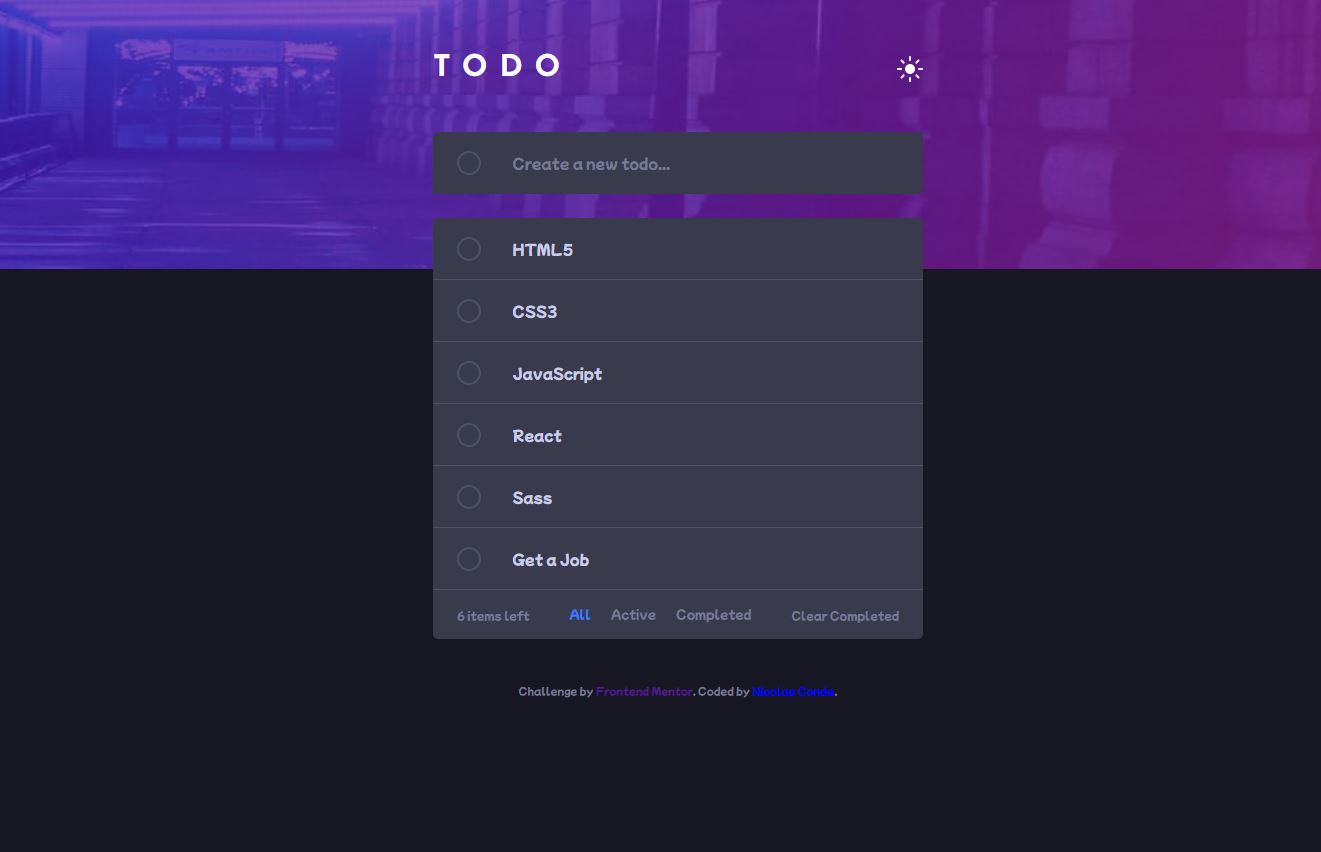 TODO
Create a new todo...
HTML5
CSS3
JavaScript
React
Sass
Get a Job
6 items left All Active Completed Clear Completed
Challenge by Frontend Mentor. Coded by Nicolas Conde.